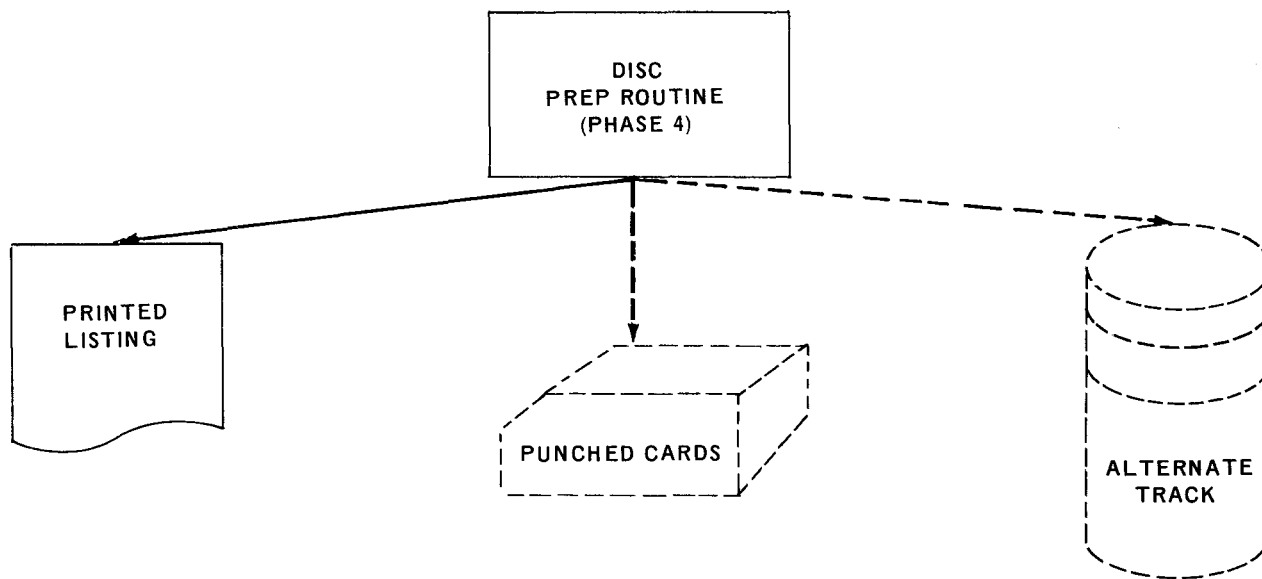 DISC
PREP ROUTINE
(PHASE 4)
PRINTED
LISTING
PUNCHED CARDS
ALTERNATE
TRACK